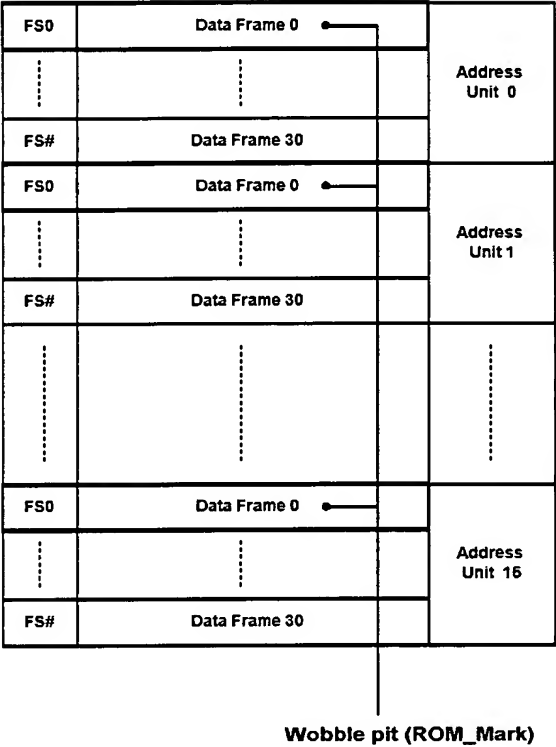 FS0 Data Frame 0
Address
Unit 0
FS# Data Frame 30
FS0 Data Frame 0
Address
Unit 1
FS# Data Frame 30
FS0 Data Frame 0
Address
Unit 15
FS# Data Frame 30
Wobble pit (ROM_Mark)